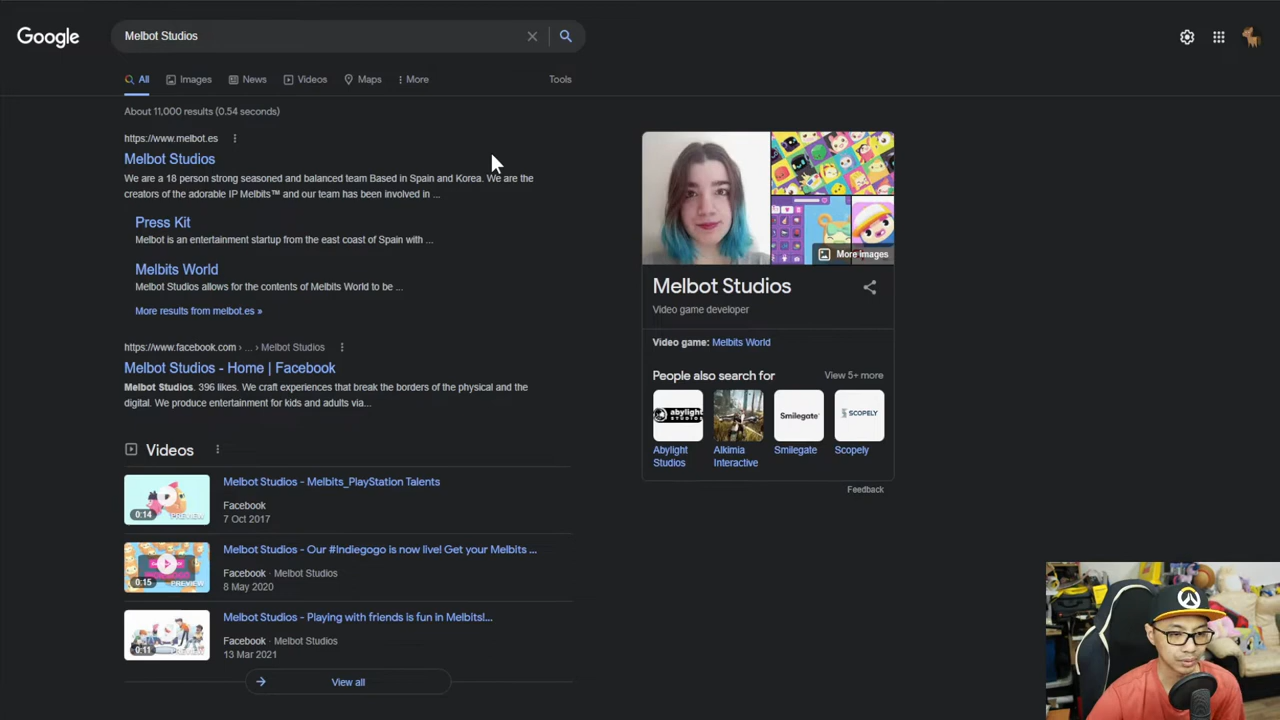 Google
Melbot Studios
All
Images
News
Videos
Maps
More
Tools
About 11,000 results (0.54 seconds)
https://www.melbot.es
Melbot Studios
We are a 18 person strong seasoned and balanced team Based in Spain and Korea. We are the
creators of the adorable IP Melbits™ and our team has been involved in ...
Press Kit
Melbot is an entertainment startup from the east coast of Spain with ...
Melbits World
Melbot Studios allows for the contents of Melbits World to be ...
More results from melbot.es »
https://www.facebook.com › ... › Melbot Studios
Melbot Studios - Home | Facebook
Melbot Studios. 396 likes. We craft experiences that break the borders of the physical and the
digital. We produce entertainment for kids and adults via...
Videos
0:14
PREVIEW
Melbot Studios - Melbits_PlayStation Talents
Facebook
7 Oct 2017
0:15
PREVIEW
Melbot Studios - Our #Indiegogo is now live! Get your Melbits ...
Facebook · Melbot Studios
8 May 2020
0:11
Melbot Studios - Playing with friends is fun in Melbits!...
Facebook · Melbot Studios
13 Mar 2021
View all
More images
Melbot Studios
Video game developer
Video game: Melbits World
People also search for
View 5+ more
abylight
STUDIOS
Smilegate
SCOPELY
Abylight
Studios
Alkimia
Interactive
Smilegate
Scopely
Feedback